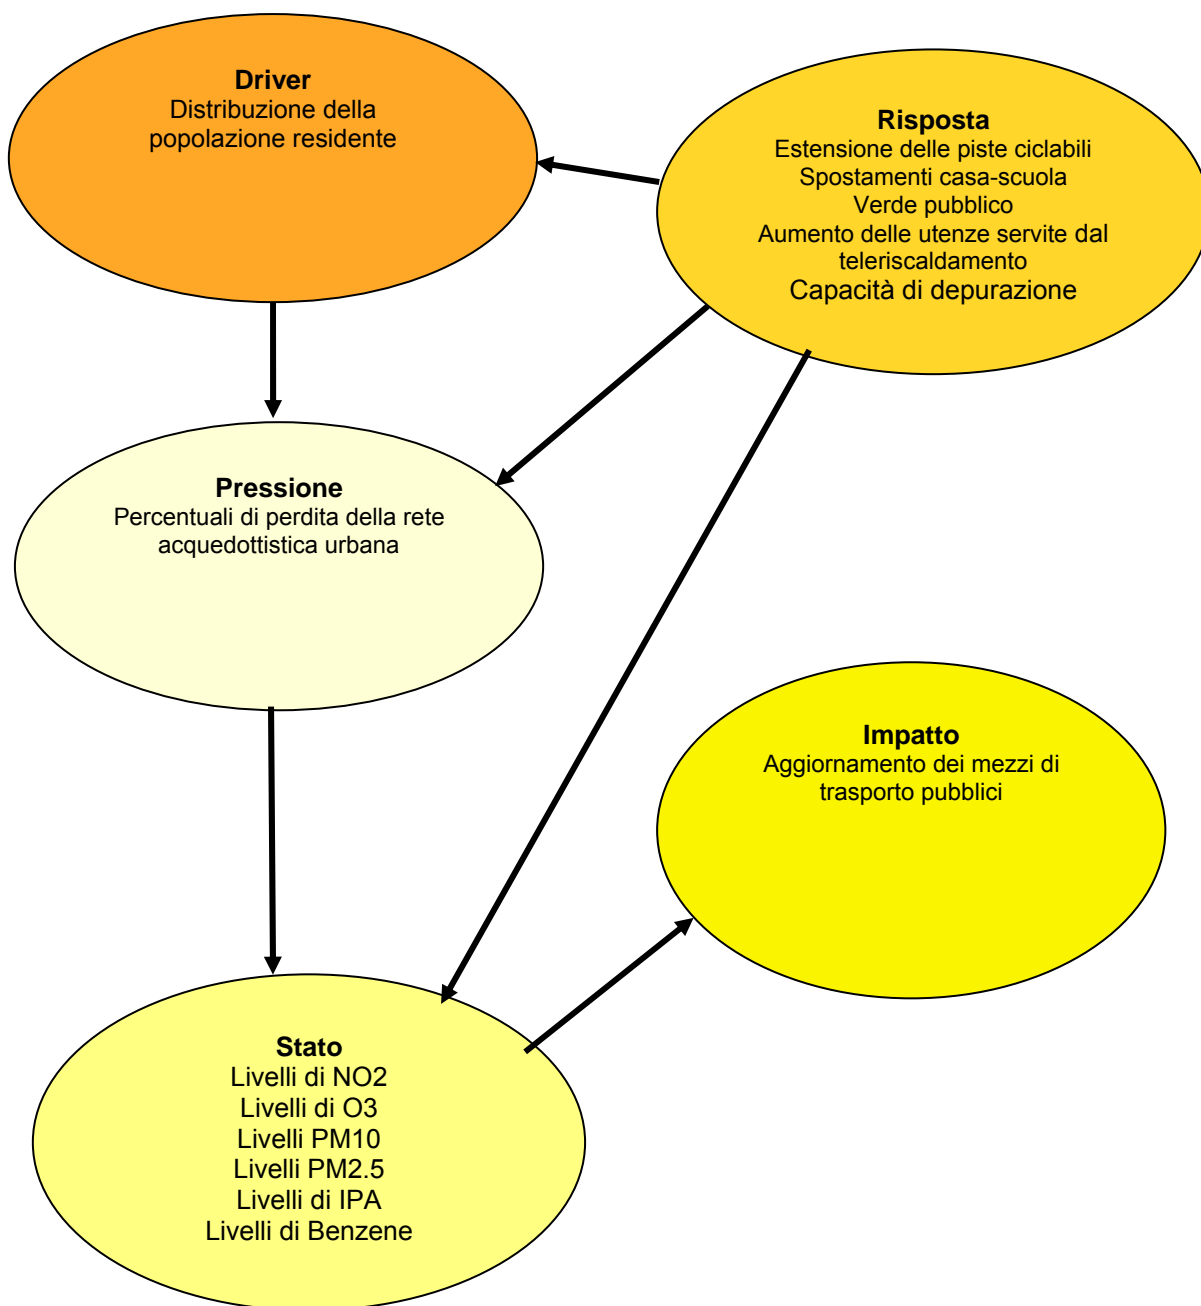 Driver
Distribuzione della
popolazione residente
Risposta
Estensione delle piste ciclabili
Spostamenti casa-scuola
Verde pubblico
Aumento delle utenze servite dal
teleriscaldamento
Capacità di depurazione
Pressione
Percentuali di perdita della rete
acquedottistica urbana
Impatto
Aggiornamento dei mezzi di
trasporto pubblici
Stato
Livelli di NO2
Livelli di O3
Livelli PM10
Livelli PM2.5
Livelli di IPA
Livelli di Benzene